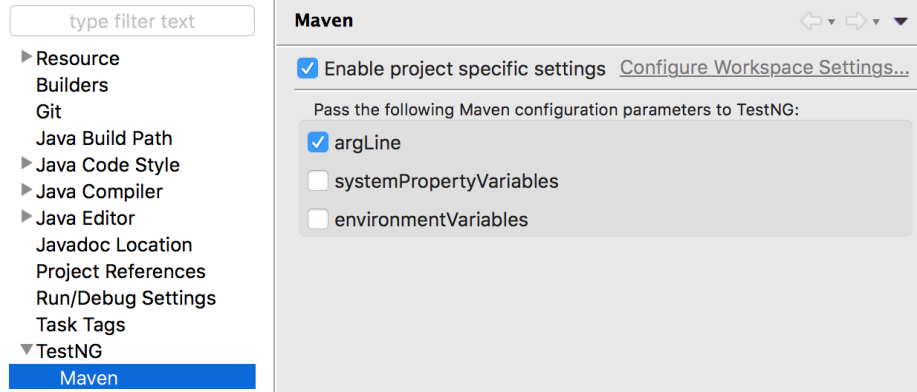 type filter text
Resource
Builders
Git
Java Build Path
Java Code Style
Java Compiler
Java Editor
Javadoc Location
Project References
Run/Debug Settings
Task Tags
TestNG
Maven
Maven
Enable project specific settings Configure Workspace Settings...
Pass the following Maven configuration parameters to TestNG:
argLine
systemPropertyVariables
environmentVariables